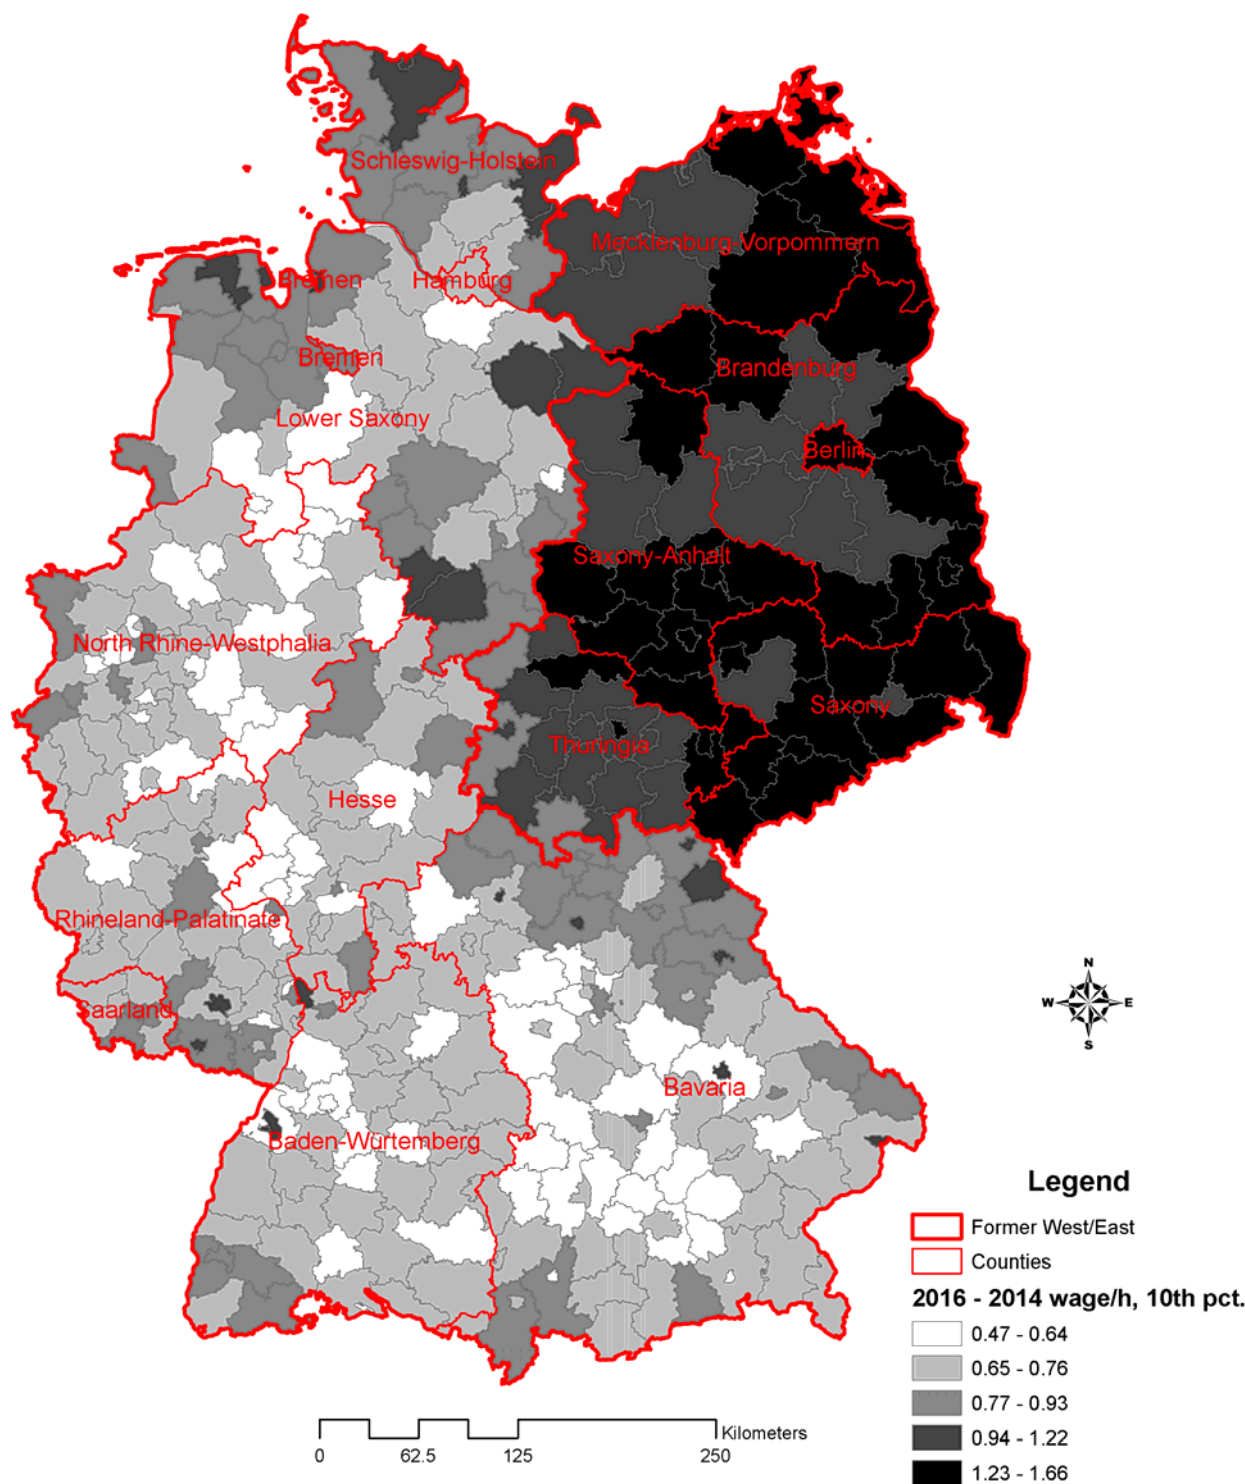 Schleswig-Holstein
Mecklenburg-Vorpommern
Bremen
Hamburg
Bremen
Brandenburg
Lower Saxony
Berlin
Saxony-Anhalt
North Rhine-Westphalia
Saxony
Thuringia
Hesse
Rhineland-Palatinate
Saarland
Bavaria
Baden-Wurtemberg
N
W E
S
Legend
Former West/East
Counties
2016 - 2014 wage/h, 10th pct.
0.47 - 0.64
0.65 - 0.76
0.77 - 0.93
0.94 - 1.22
1.23 - 1.66
Kilometers
0 62.5 125 250